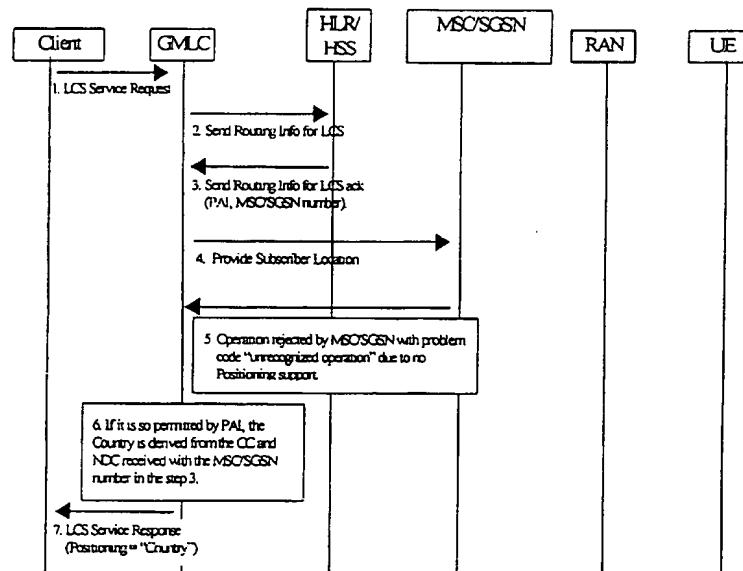 Client
GMLC
HLR/
HSS
MSC/SGSN
RAN
UE
1. LCS Service Request
2. Send Routing Info for LCS
3. Send Routing Info for LCS ack
(PAI, MSC/SGSN number).
4. Provide Subscriber Location
5 Operation rejected by MSC/SGSN with problem
code "unrecognized operation" due to no
Positioning support.
6. If it is so permitted by PAI, the
Country is derived from the CC and
NDC received with the MSC/SGSN
number in the step 3.
7. LCS Service Response
(Positioning = "Country")